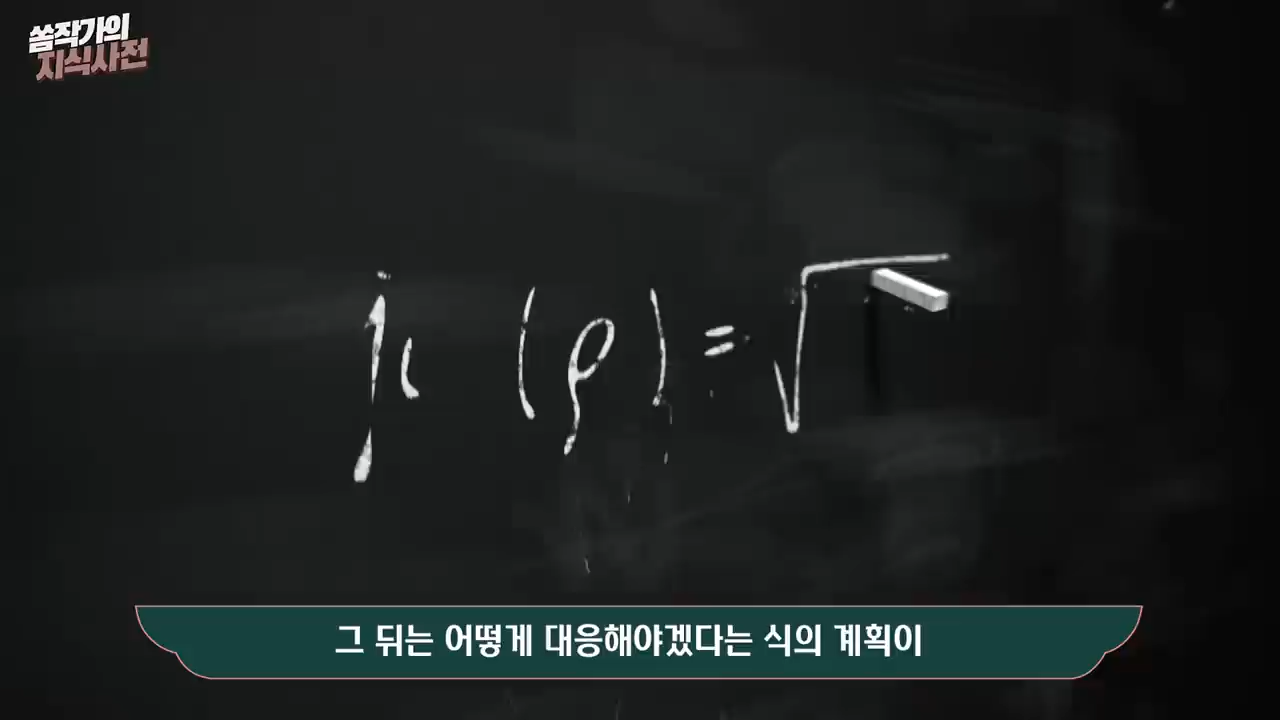 쏨작가의
지식사전
(ρ) = √
그 뒤는 어떻게 대응해야겠다는 식의 계획이